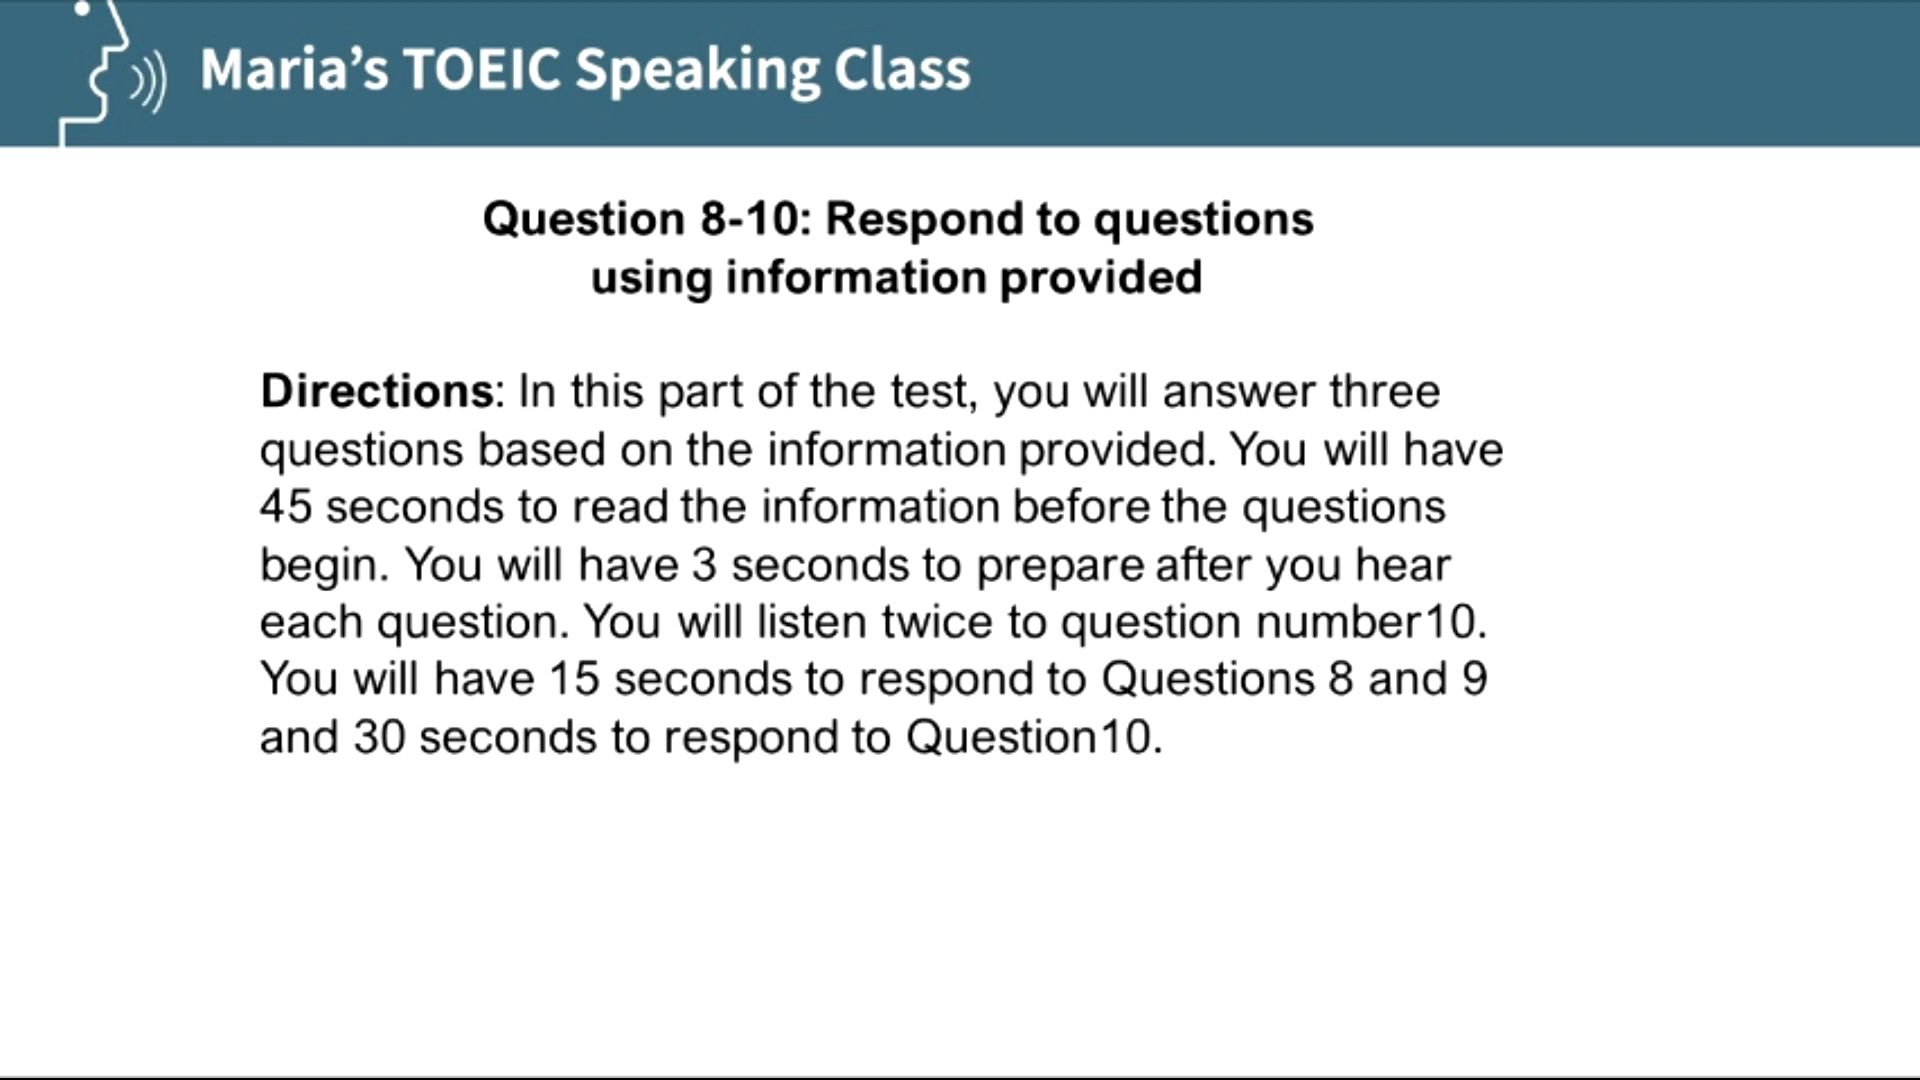 Maria’s TOEIC Speaking Class
Question 8-10: Respond to questions
using information provided
Directions: In this part of the test, you will answer three
questions based on the information provided. You will have
45 seconds to read the information before the questions
begin. You will have 3 seconds to prepare after you hear
each question. You will listen twice to question number10.
You will have 15 seconds to respond to Questions 8 and 9
and 30 seconds to respond to Question10.